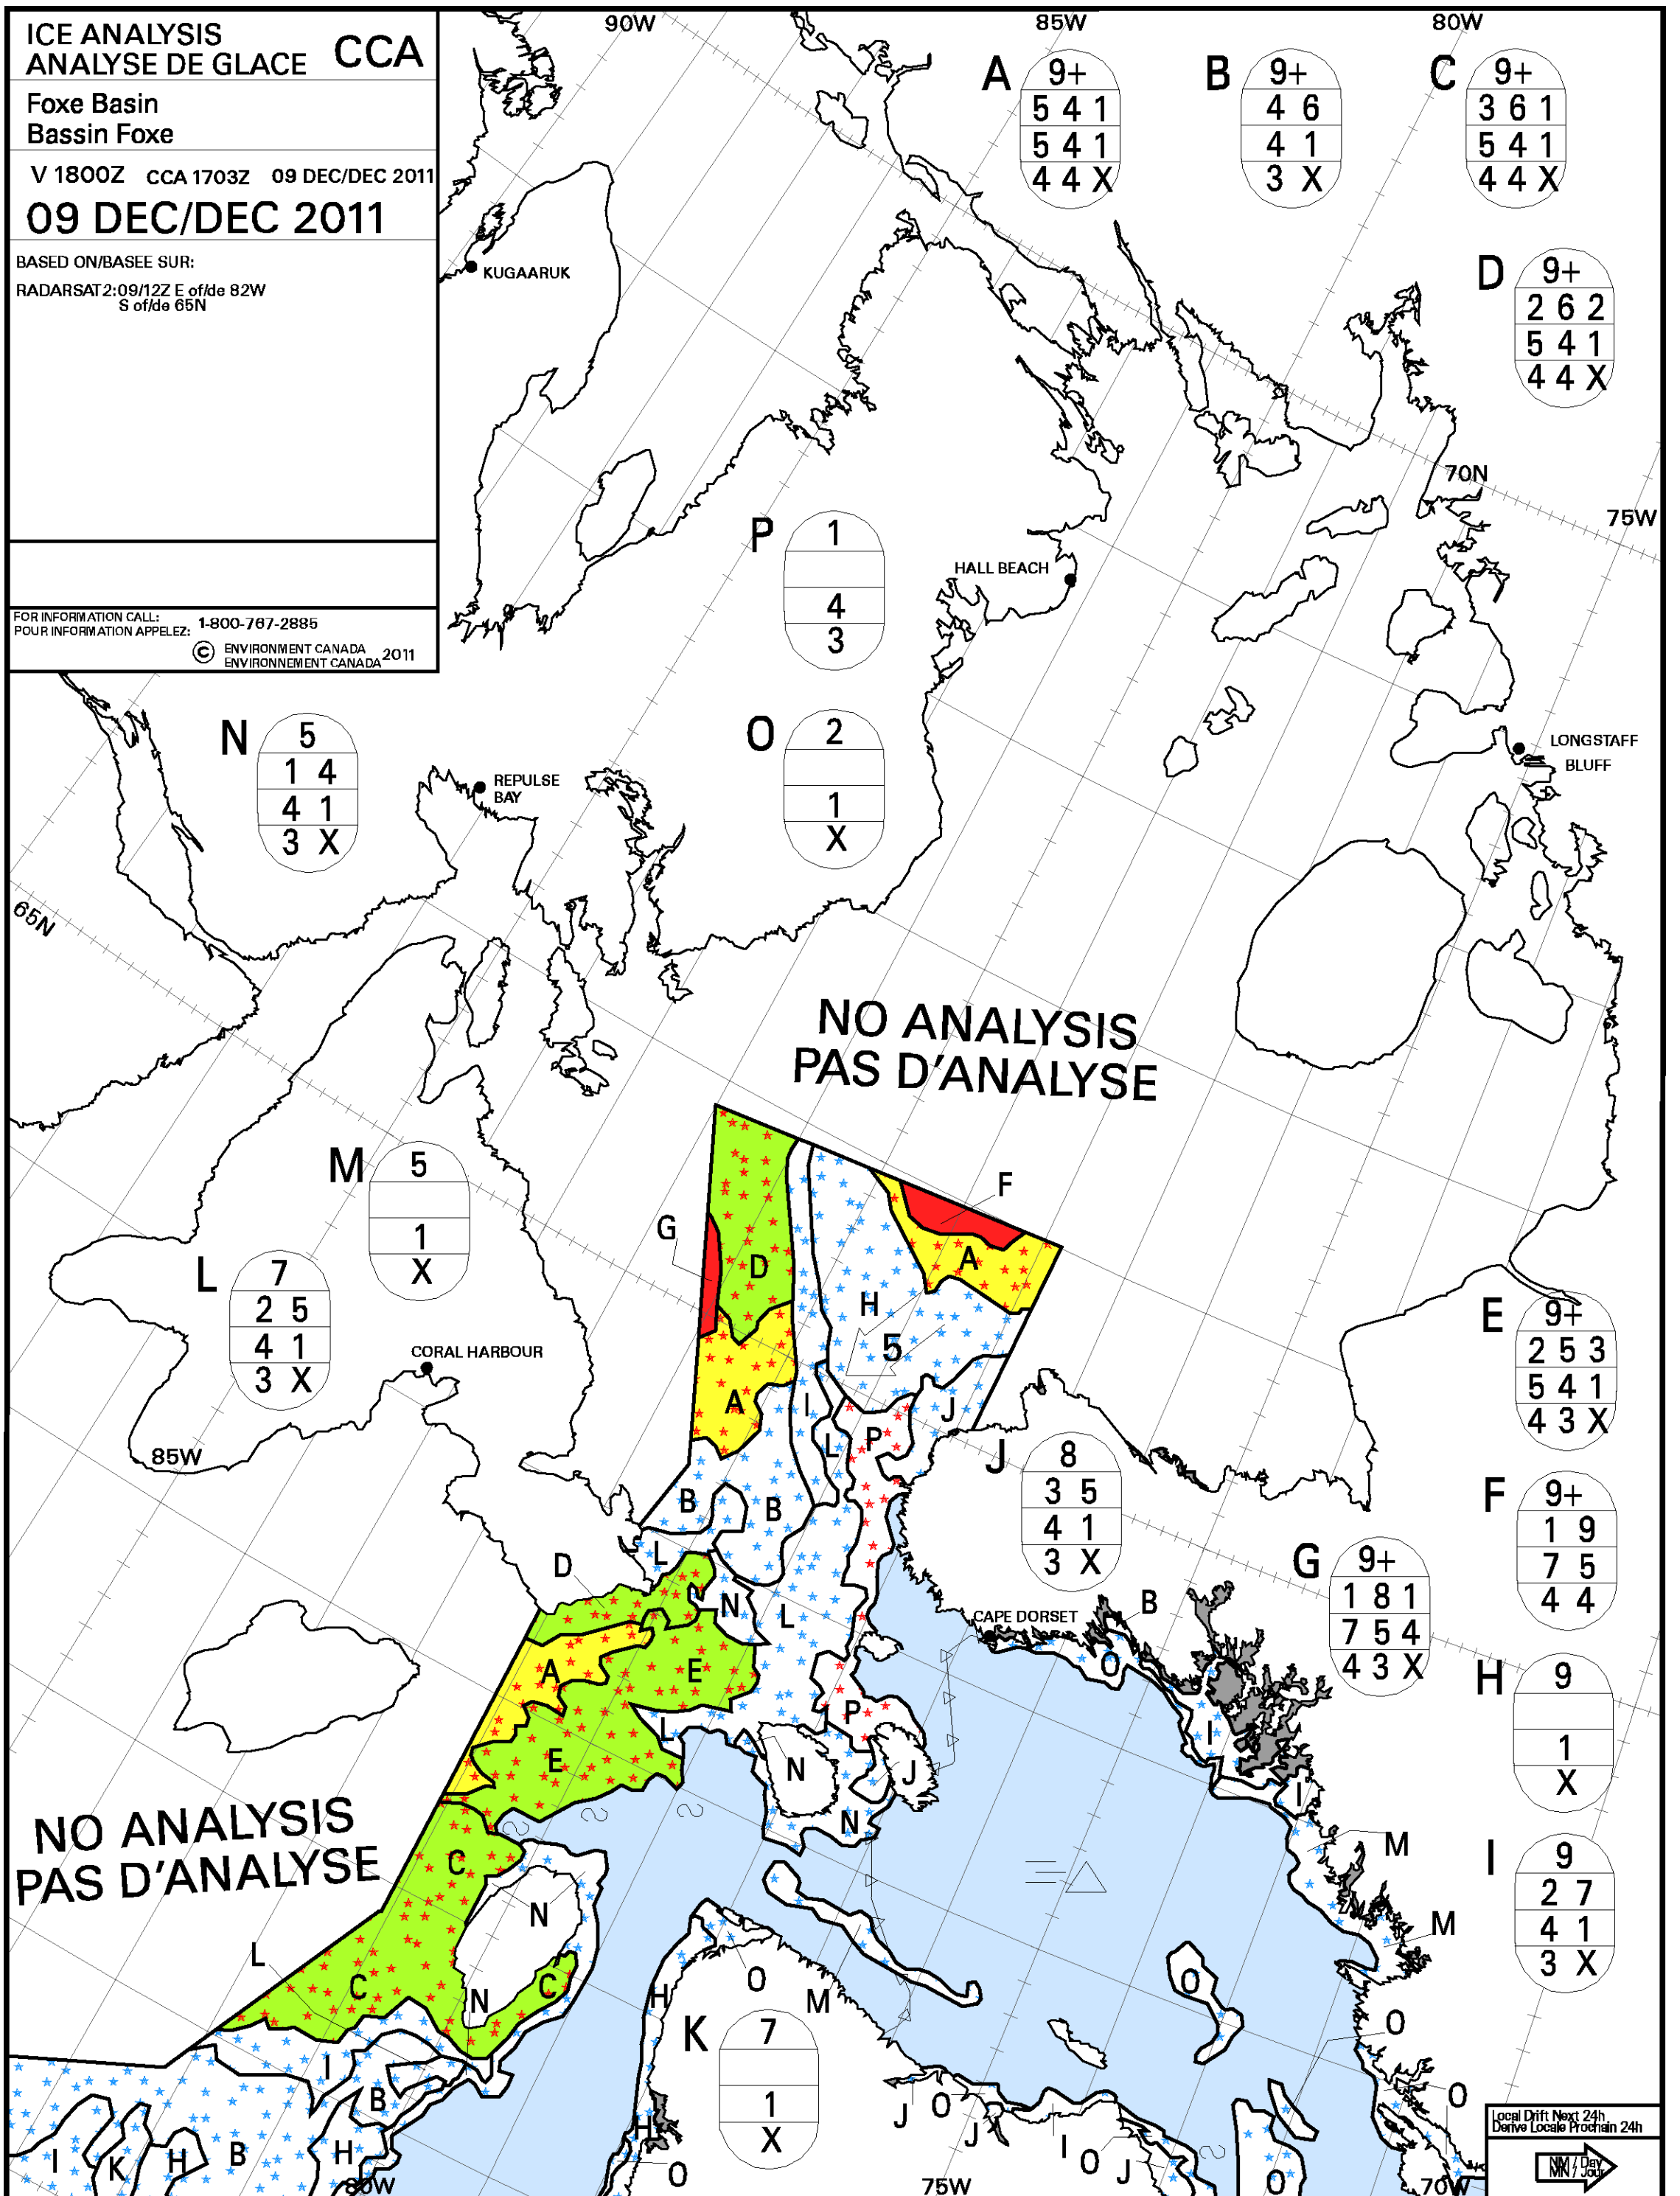 ICE ANALYSIS
ANALYSE DE GLACE
CCA
Foxe Basin
Bassin Foxe
V 1800Z CCA 1703Z 09 DEC/DEC 2011
09 DEC/DEC 2011
BASED ON/BASEE SUR:
RADARSAT2:09/12Z E of/de 82W
S of/de 65N
FOR INFORMATION CALL:
POUR INFORMATION APPELEZ:
1-800-767-2885
© ENVIRONMENT CANADA
ENVIRONNEMENT CANADA 2011
90W
85W
80W
A
9+
5 4 1
5 4 1
4 4 X
B
9+
4 6
4 1
3 X
C
9+
3 6 1
5 4 1
4 4 X
D
9+
2 6 2
5 4 1
4 4 X
KUGAARUK
70N
75W
P
1
4
3
HALL BEACH
N
5
1 4
4 1
3 X
O
2
1
X
REPULSE
BAY
LONGSTAFF
BLUFF
65N
NO ANALYSIS
PAS D'ANALYSE
M
5
1
X
L
7
2 5
4 1
3 X
CORAL HARBOUR
85W
G
F
D
A
H
5
A
I
J
L
P
B
B
L
E
9+
2 5 3
5 4 1
4 3 X
J
8
3 5
4 1
3 X
F
9+
1 9
7 5
4 4
G
9+
1 8 1
7 5 4
4 3 X
H
9
1
X
I
9
2 7
4 1
3 X
D
N
L
CAPE DORSET
B
O
A
E
P
L
I
E
N
J
I
N
M
NO ANALYSIS
PAS D'ANALYSE
C
N
M
L
C
N
C
H
O
M
O
O
K
7
1
X
I
B
J
O
J
O
I
K
H
B
H
H
O
I
O
J
O
80W
75W
70W
Local Drift Next 24h
Derive Locale Prochain 24h
NM / Day
MN / Jour